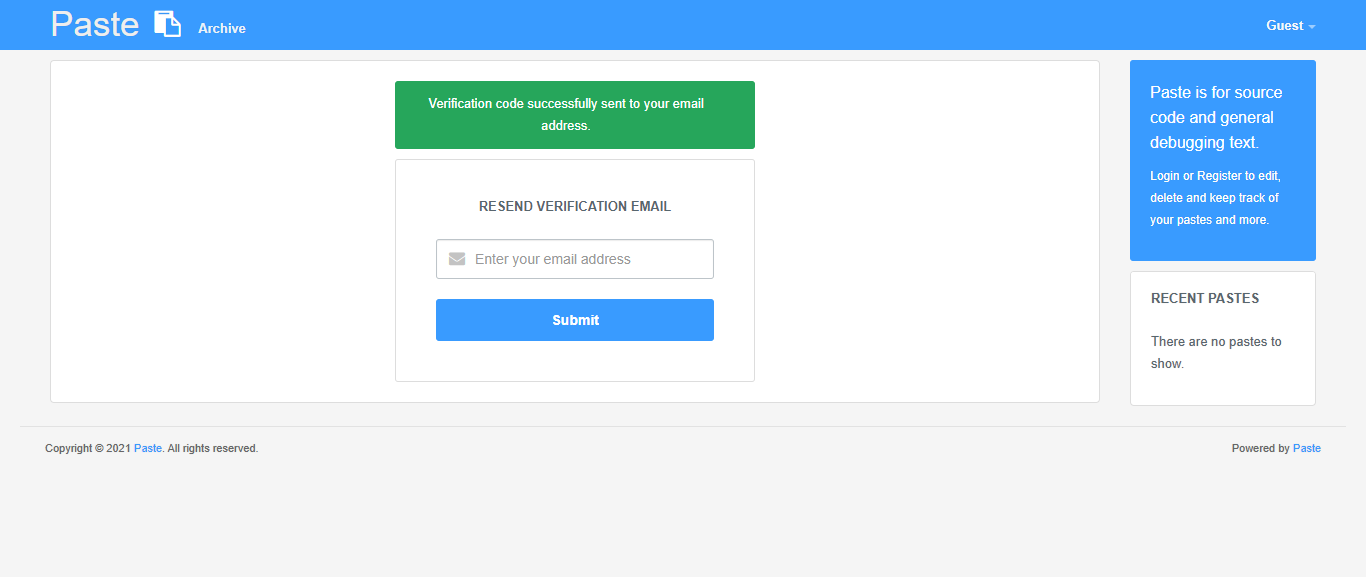 Paste
Archive
Guest
Verification code successfully sent to your email
address.
RESEND VERIFICATION EMAIL
Enter your email address
Submit
Paste is for source
code and general
debugging text.
Login or Register to edit,
delete and keep track of
your pastes and more.
RECENT PASTES
There are no pastes to
show.
Copyright © 2021 Paste. All rights reserved.
Powered by Paste